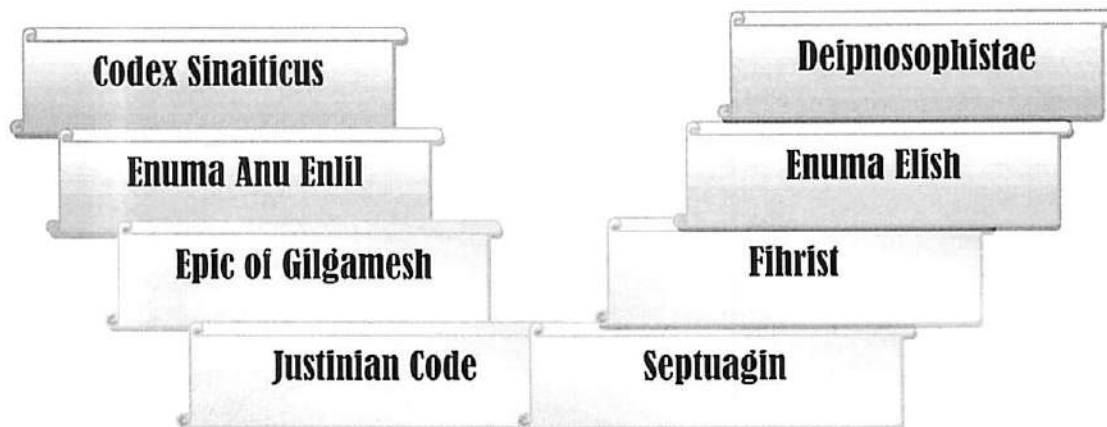 Codex Sinaiticus
Deipnosophistae
Enuma Anu Enlil
Enuma Elish
Epic of Gilgamesh
Fihrist
Justinian Code
Septuagin